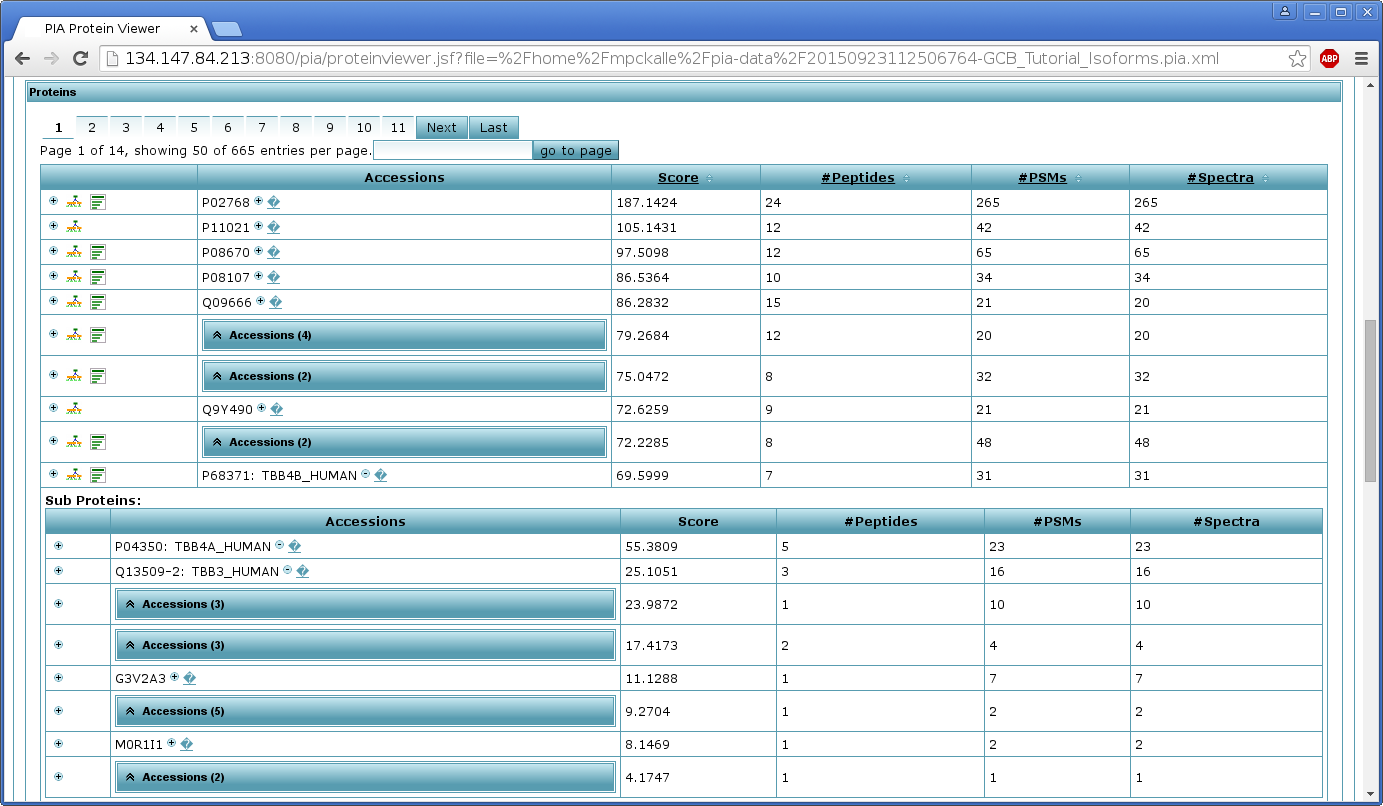 PIA Protein Viewer
134.147.84.213:8080/pia/proteinviewer.jsf?file=%2Fhome%2Fmpckalle%2Fpia-data%2F20150923112506764-GCB_Tutorial_Isoforms.pia.xml
ABP
Proteins
1 2 3 4 5 6 7 8 9 10 11 Next Last
Page 1 of 14, showing 50 of 665 entries per page. go to page
Accessions Score #Peptides #PSMs #Spectra
P02768 187.1424 24 265 265
P11021 105.1431 12 42 42
P08670 97.5098 12 65 65
P08107 86.5364 10 34 34
Q09666 86.2832 15 21 20
Accessions (4) 79.2684 12 20 20
Accessions (2) 75.0472 8 32 32
Q9Y490 72.6259 9 21 21
Accessions (2) 72.2285 8 48 48
P68371: TBB4B_HUMAN 69.5999 7 31 31
Sub Proteins:
Accessions Score #Peptides #PSMs #Spectra
P04350: TBB4A_HUMAN 55.3809 5 23 23
Q13509-2: TBB3_HUMAN 25.1051 3 16 16
Accessions (3) 23.9872 1 10 10
Accessions (3) 17.4173 2 4 4
G3V2A3 11.1288 1 7 7
Accessions (5) 9.2704 1 2 2
M0R1I1 8.1469 1 2 2
Accessions (2) 4.1747 1 1 1